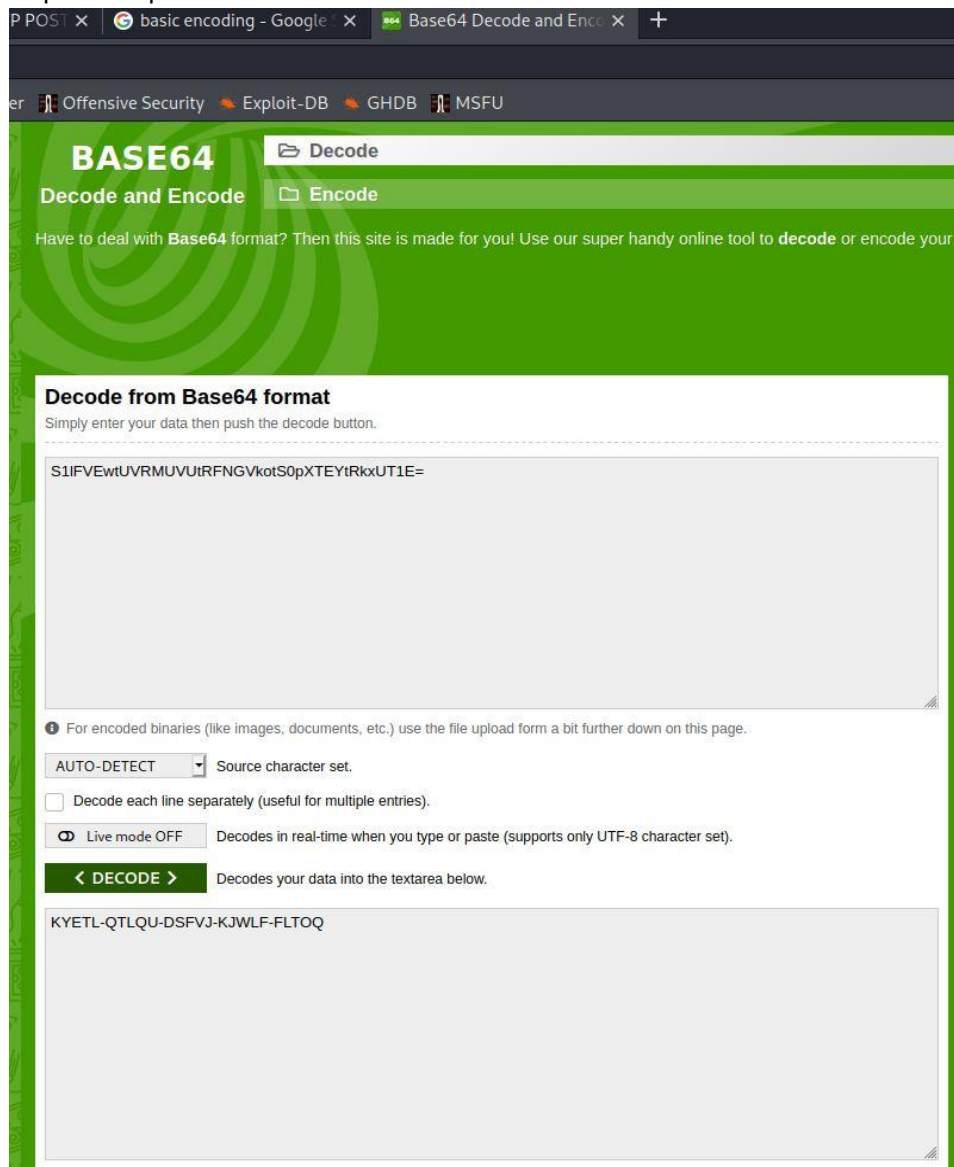 P POST basic encoding - Google S Base64 Decode and Enco
er Offensive Security Exploit-DB GHDB MSFU
BASE64
Decode and Encode
Decode
Encode
Have to deal with Base64 format? Then this site is made for you! Use our super handy online tool to decode or encode your
Decode from Base64 format
Simply enter your data then push the decode button.
S1lFVEwtUVRMUVUtRFNGVkotS0pXTEYtRkxUT1E=
For encoded binaries (like images, documents, etc.) use the file upload form a bit further down on this page.
AUTO-DETECT Source character set.
Decode each line separately (useful for multiple entries).
Live mode OFF Decodes in real-time when you type or paste (supports only UTF-8 character set).
< DECODE > Decodes your data into the textarea below.
KYETL-QTLQU-DSFVJ-KJWLF-FLTOQ